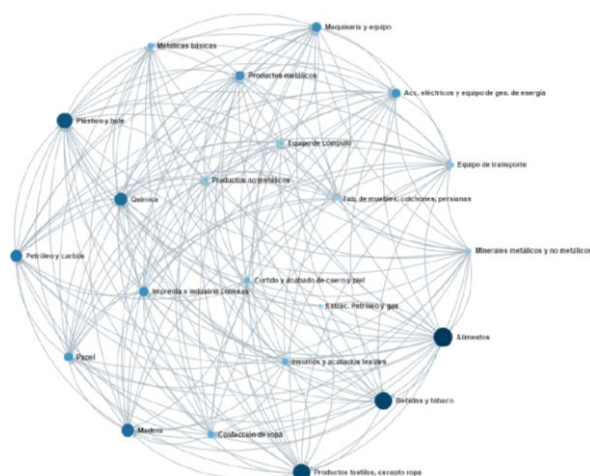 Maquinaria y equipo
Metálicas básicas
Productos metálicos
Acc. eléctricos y equipo de gen. de energía
Plástico y hule
Equipo de cómputo
Equipo de transporte
Productos no metálicos
Química
Fab. de muebles, colchones, persianas
Petróleo y carbón
Minerales metálicos y no metálicos
Curtido y acabado de cuero y piel
Imprenta e industrias conexas
Extrac. Petróleo y gas
Alimentos
Papel
Insumos y acabados textiles
Bebidas y tabaco
Madera
Confección de ropa
Productos textiles, excepto ropa